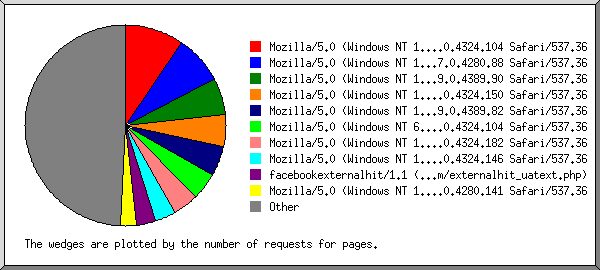 Mozilla/5.0 (Windows NT 1....0.4324.104 Safari/537.36
Mozilla/5.0 (Windows NT 1...7.0.4280.88 Safari/537.36
Mozilla/5.0 (Windows NT 1...9.0.4389.90 Safari/537.36
Mozilla/5.0 (Windows NT 1....0.4324.150 Safari/537.36
Mozilla/5.0 (Windows NT 1...9.0.4389.82 Safari/537.36
Mozilla/5.0 (Windows NT 6....0.4324.104 Safari/537.36
Mozilla/5.0 (Windows NT 1....0.4324.182 Safari/537.36
Mozilla/5.0 (Windows NT 1....0.4324.146 Safari/537.36
facebookexternalhit/1.1 (...m/externalhit_uatext.php)
Mozilla/5.0 (Windows NT 1....0.4280.141 Safari/537.36
Other
The wedges are plotted by the number of requests for pages.